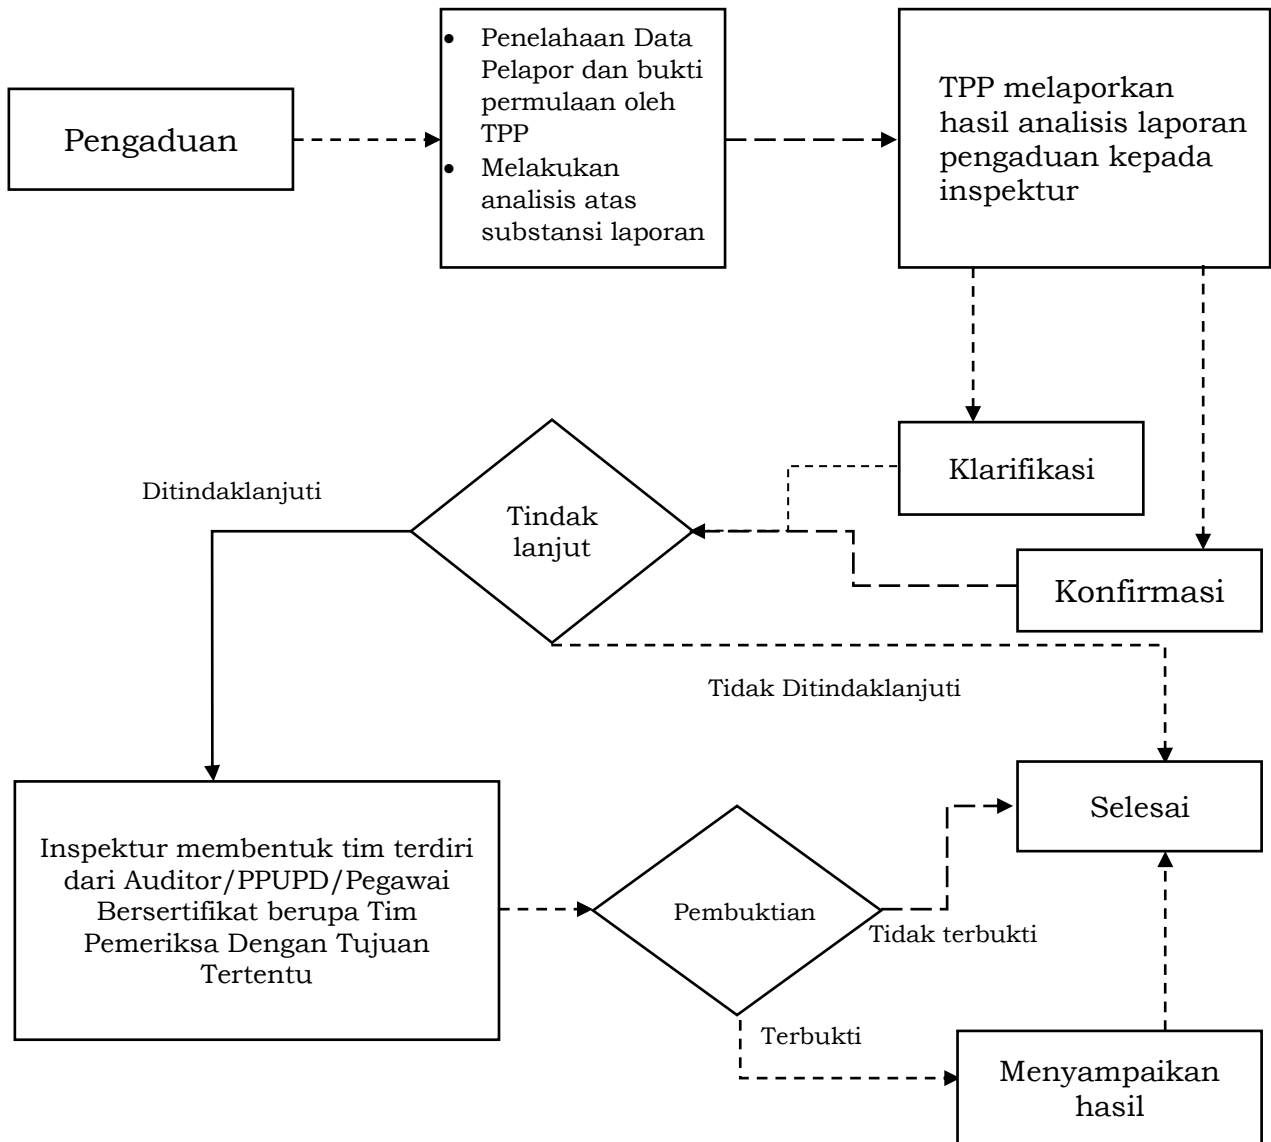 Pengaduan
• Penelahaan Data
Pelapor dan bukti
permulaan oleh
TPP
• Melakukan
analisis atas
substansi laporan
TPP melaporkan
hasil analisis laporan
pengaduan kepada
inspektur
Klarifikasi
Konfirmasi
Tindak
lanjut
Ditindaklanjuti
Tidak Ditindaklanjuti
Selesai
Inspektur membentuk tim terdiri
dari Auditor/PPUPD/Pegawai
Bersertifikat berupa Tim
Pemeriksa Dengan Tujuan
Tertentu
Pembuktian
Tidak terbukti
Terbukti
Menyampaikan
hasil